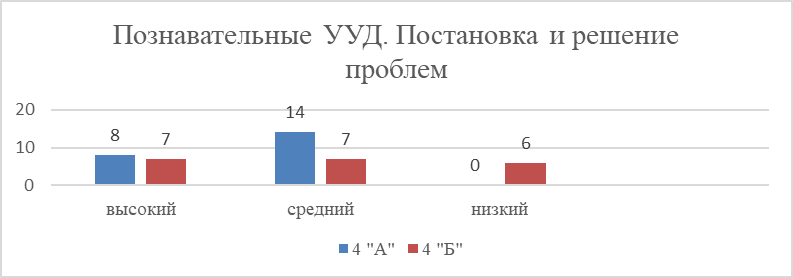 Познавательные УУД. Постановка и решение
проблем
20
10
0
8
7
14
7
0
6
высокий
средний
низкий
4 "А"
4 "Б"